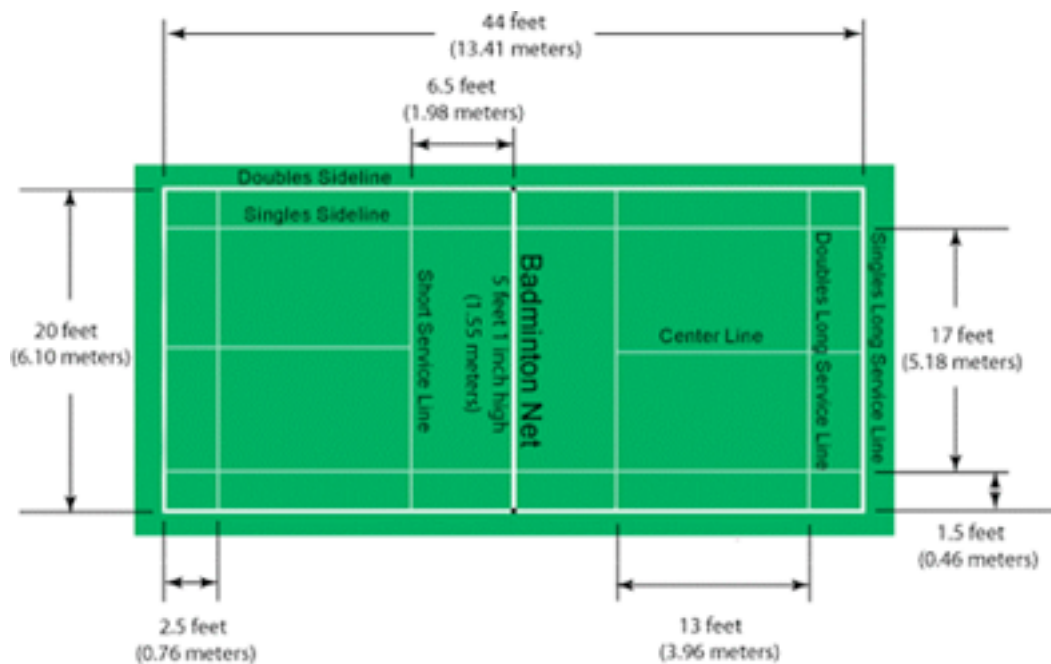 44 feet
(13.41 meters)
6.5 feet
(1.98 meters)
Doubles Sideline
Singles Sideline
20 feet
(6.10 meters)
Short Service Line
5 feet 1 inch high
(1.55 meters)
Badminton Net
Center Line
Doubles Long Service Line
Singles Long Service Line
17 feet
(5.18 meters)
1.5 feet
(0.46 meters)
2.5 feet
(0.76 meters)
13 feet
(3.96 meters)